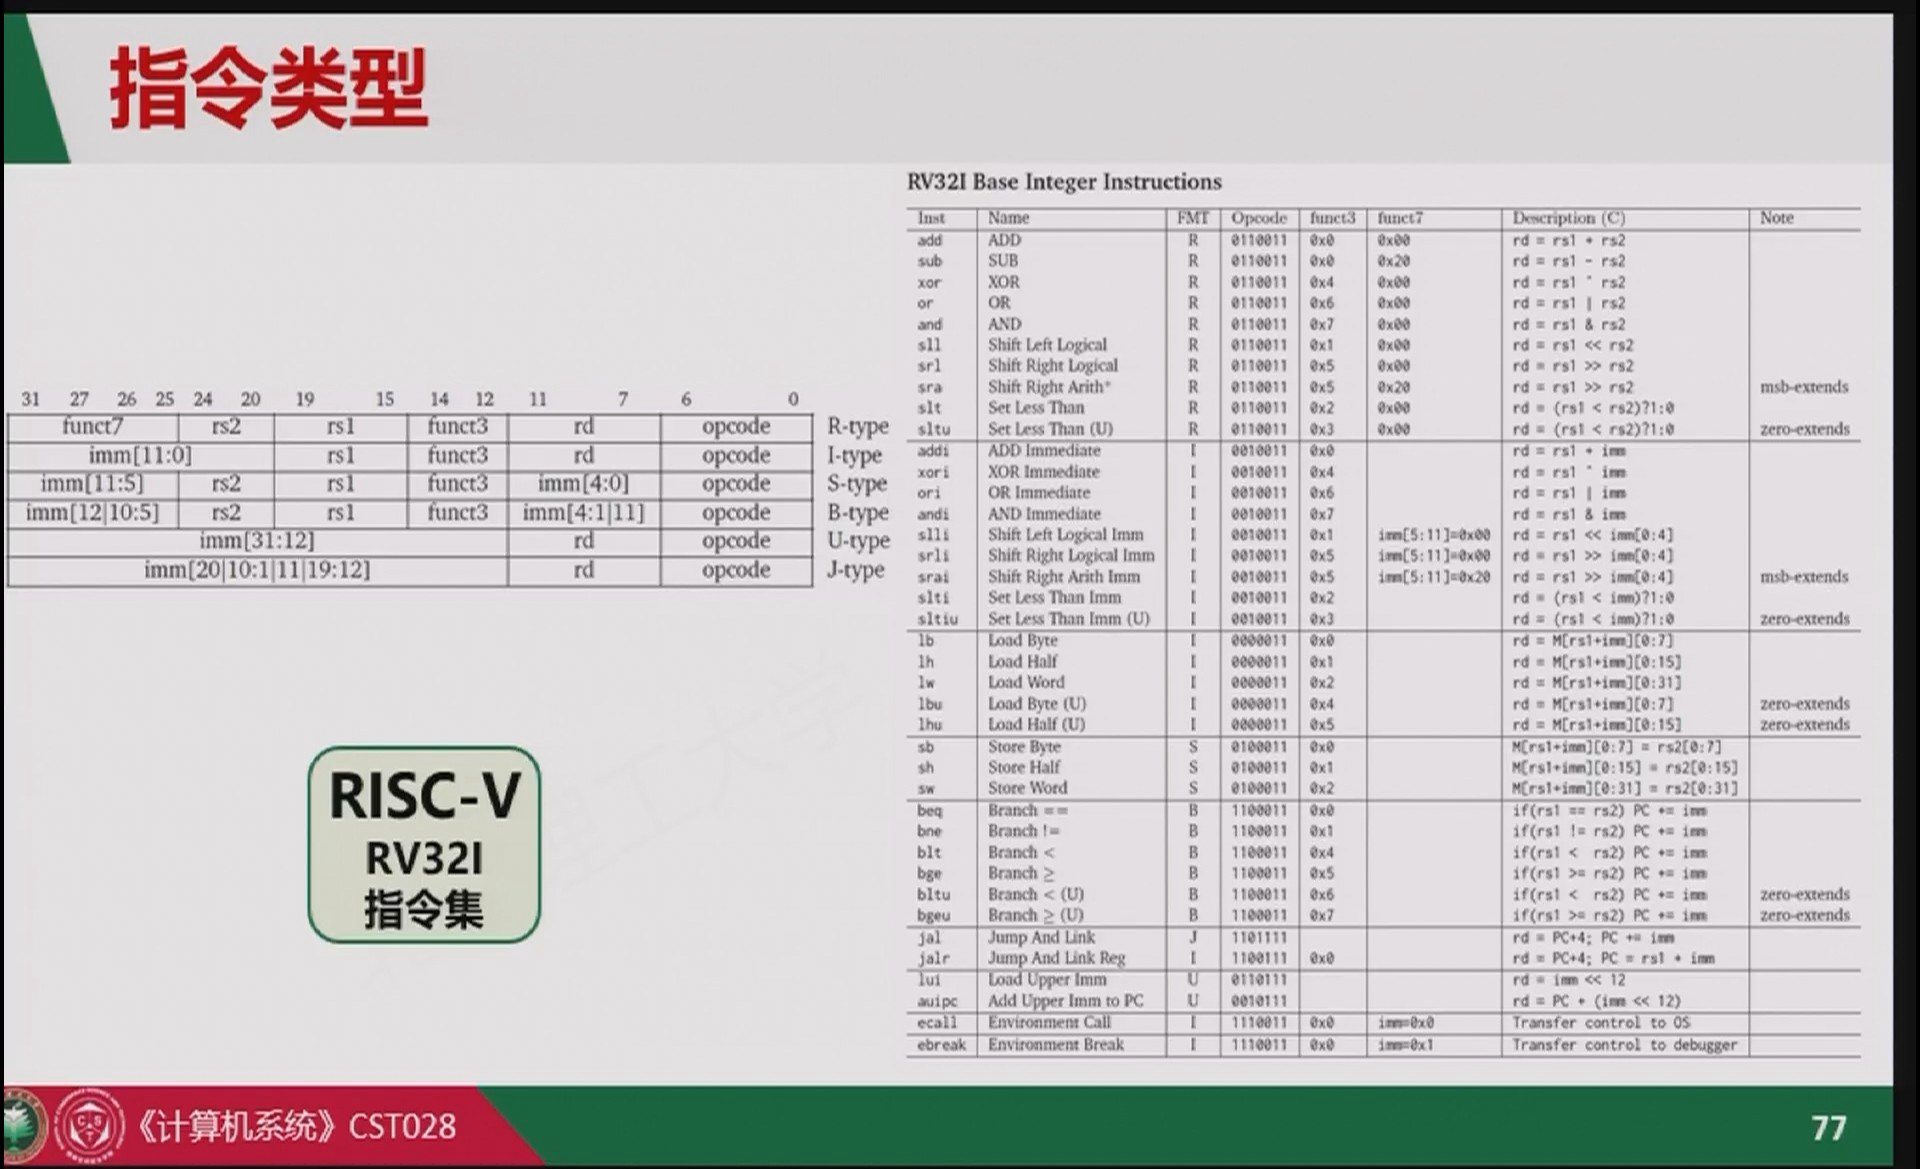 指令类型
31 27 26 25 24 20 19 15 14 12 11 7 6 0
funct7 rs2 rs1 funct3 rd opcode R-type
imm[11:0] rs1 funct3 rd opcode I-type
imm[11:5] rs2 rs1 funct3 imm[4:0] opcode S-type
imm[12|10:5] rs2 rs1 funct3 imm[4:1|11] opcode B-type
imm[31:12] rd opcode U-type
imm[20|10:1|11|19:12] rd opcode J-type
RISC-V
RV32I
指令集
RV32I Base Integer Instructions
Inst Name FMT Opcode funct3 funct7 Description (C) Note
add ADD R 0110011 0x0 0x00 rd = rs1 + rs2
sub SUB R 0110011 0x0 0x20 rd = rs1 - rs2
xor XOR R 0110011 0x4 0x00 rd = rs1 ^ rs2
or OR R 0110011 0x6 0x00 rd = rs1 | rs2
and AND R 0110011 0x7 0x00 rd = rs1 & rs2
sll Shift Left Logical R 0110011 0x1 0x00 rd = rs1 << rs2
srl Shift Right Logical R 0110011 0x5 0x00 rd = rs1 >> rs2
sra Shift Right Arith* R 0110011 0x5 0x20 rd = rs1 >> rs2 msb-extends
slt Set Less Than R 0110011 0x2 0x00 rd = (rs1 < rs2)?1:0
sltu Set Less Than (U) R 0110011 0x3 0x00 rd = (rs1 < rs2)?1:0 zero-extends
addi ADD Immediate I 0010011 0x0 rd = rs1 + imm
xori XOR Immediate I 0010011 0x4 rd = rs1 ^ imm
ori OR Immediate I 0010011 0x6 rd = rs1 | imm
andi AND Immediate I 0010011 0x7 rd = rs1 & imm
slli Shift Left Logical Imm I 0010011 0x1 imm[5:11]=0x00 rd = rs1 << imm[0:4]
srli Shift Right Logical Imm I 0010011 0x5 imm[5:11]=0x00 rd = rs1 >> imm[0:4]
srai Shift Right Arith Imm I 0010011 0x5 imm[5:11]=0x20 rd = rs1 >> imm[0:4] msb-extends
slti Set Less Than Imm I 0010011 0x2 rd = (rs1 < imm)?1:0
sltiu Set Less Than Imm (U) I 0010011 0x3 rd = (rs1 < imm)?1:0 zero-extends
lb Load Byte I 0000011 0x0 rd = M[rs1+imm][0:7]
lh Load Half I 0000011 0x1 rd = M[rs1+imm][0:15]
lw Load Word I 0000011 0x2 rd = M[rs1+imm][0:31]
lbu Load Byte (U) I 0000011 0x4 rd = M[rs1+imm][0:7] zero-extends
lhu Load Half (U) I 0000011 0x5 rd = M[rs1+imm][0:15] zero-extends
sb Store Byte S 0100011 0x0 M[rs1+imm][0:7] = rs2[0:7]
sh Store Half S 0100011 0x1 M[rs1+imm][0:15] = rs2[0:15]
sw Store Word S 0100011 0x2 M[rs1+imm][0:31] = rs2[0:31]
beq Branch == B 1100011 0x0 if(rs1 == rs2) PC += imm
bne Branch != B 1100011 0x1 if(rs1 != rs2) PC += imm
blt Branch < B 1100011 0x4 if(rs1 < rs2) PC += imm
bge Branch ≥ B 1100011 0x5 if(rs1 >= rs2) PC += imm
bltu Branch < (U) B 1100011 0x6 if(rs1 < rs2) PC += imm zero-extends
bgeu Branch ≥ (U) B 1100011 0x7 if(rs1 >= rs2) PC += imm zero-extends
jal Jump And Link J 1101111 rd = PC+4; PC += imm
jalr Jump And Link Reg I 1100111 0x0 rd = PC+4; PC = rs1 + imm
lui Load Upper Imm U 0110111 rd = imm << 12
auipc Add Upper Imm to PC U 0010111 rd = PC + (imm << 12)
ecall Environment Call I 1110011 0x0 imm=0x0 Transfer control to OS
ebreak Environment Break I 1110011 0x0 imm=0x1 Transfer control to debugger
《计算机系统》CST028
77